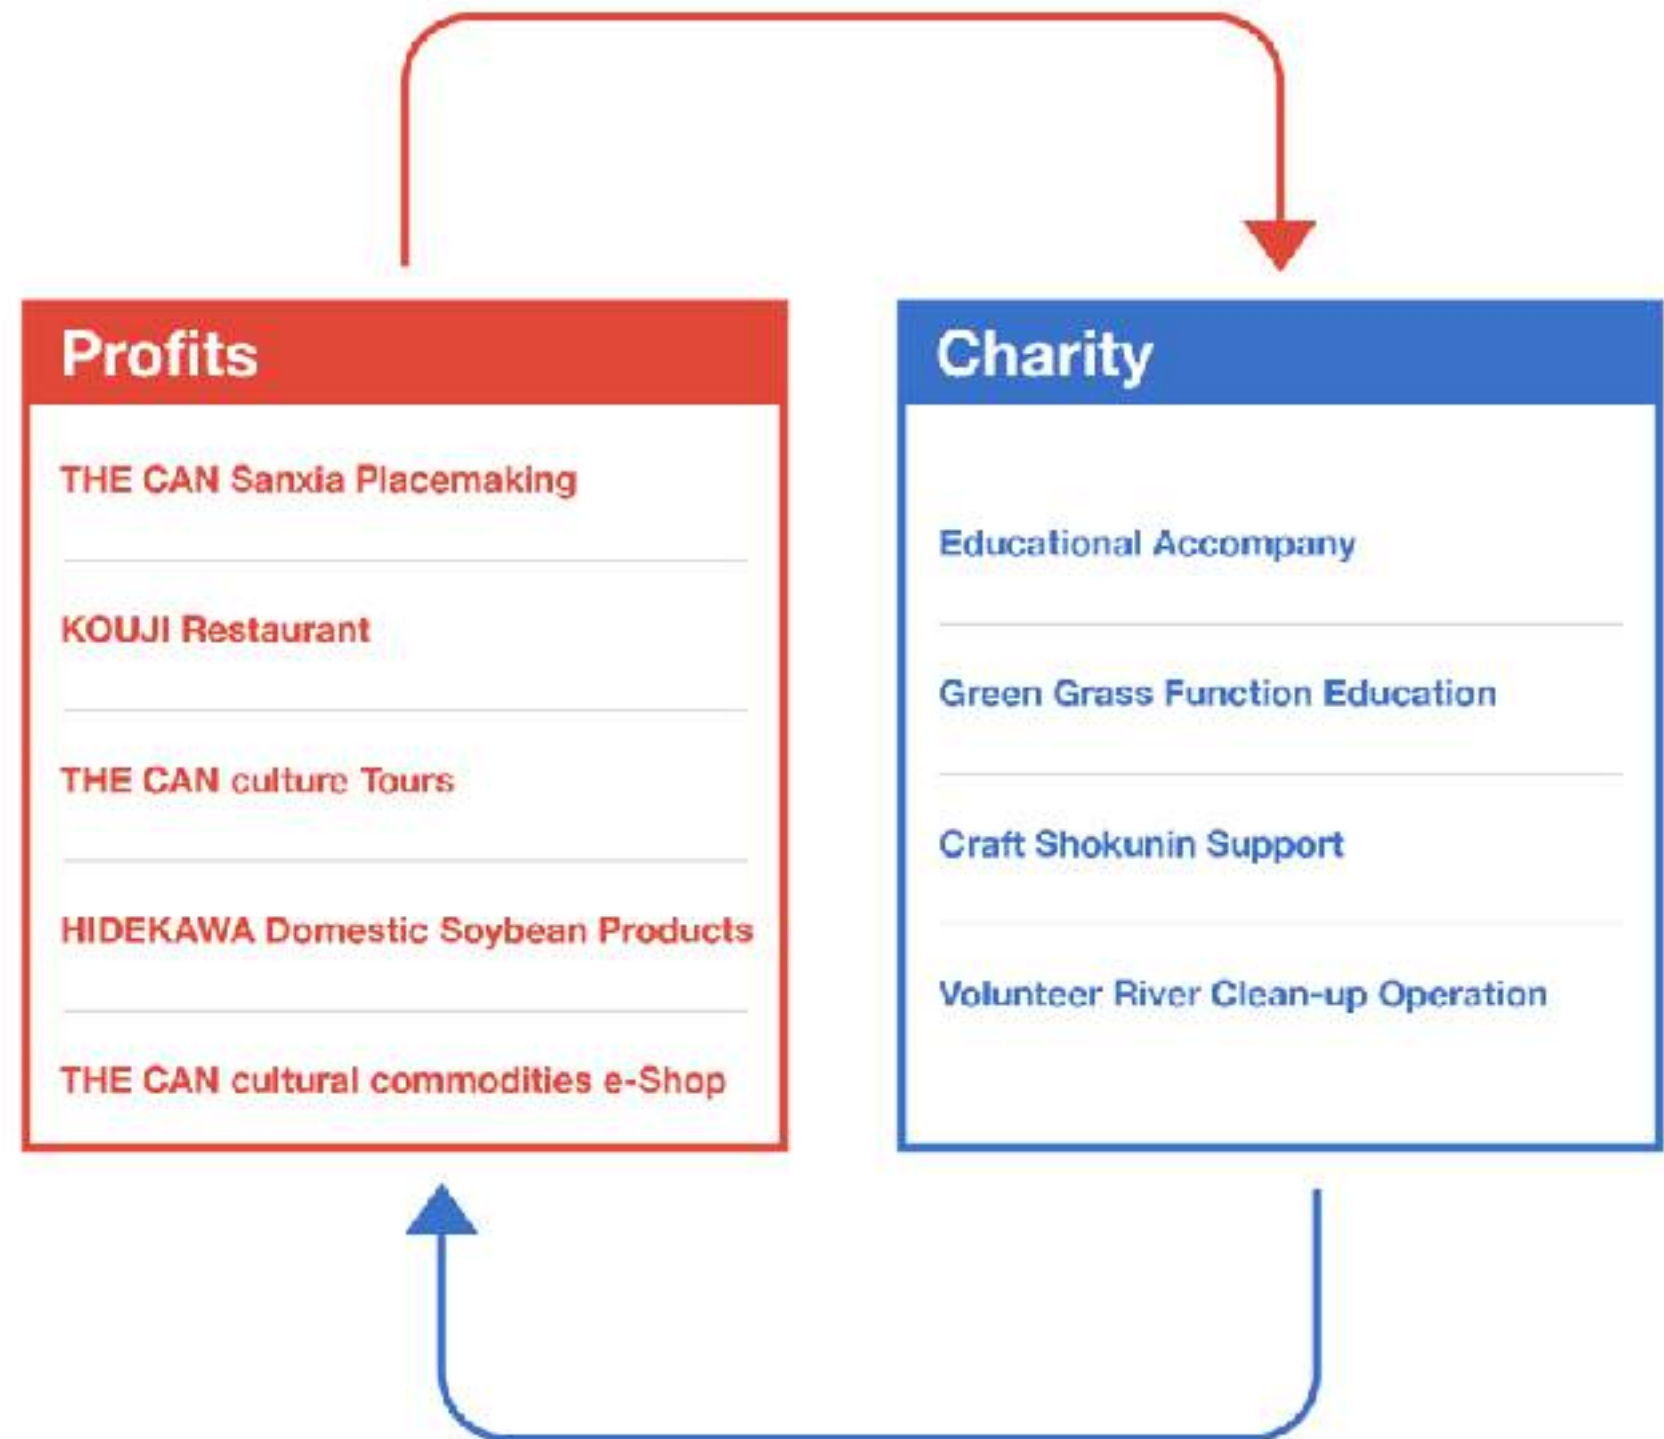 Profits
THE CAN Sanxia Placemaking
KOUJI Restaurant
THE CAN culture Tours
HIDEKAWA Domestic Soybean Products
THE CAN cultural commodities e-Shop
Charity
Educational Accompany
Green Grass Function Education
Craft Shokunin Support
Volunteer River Clean-up Operation